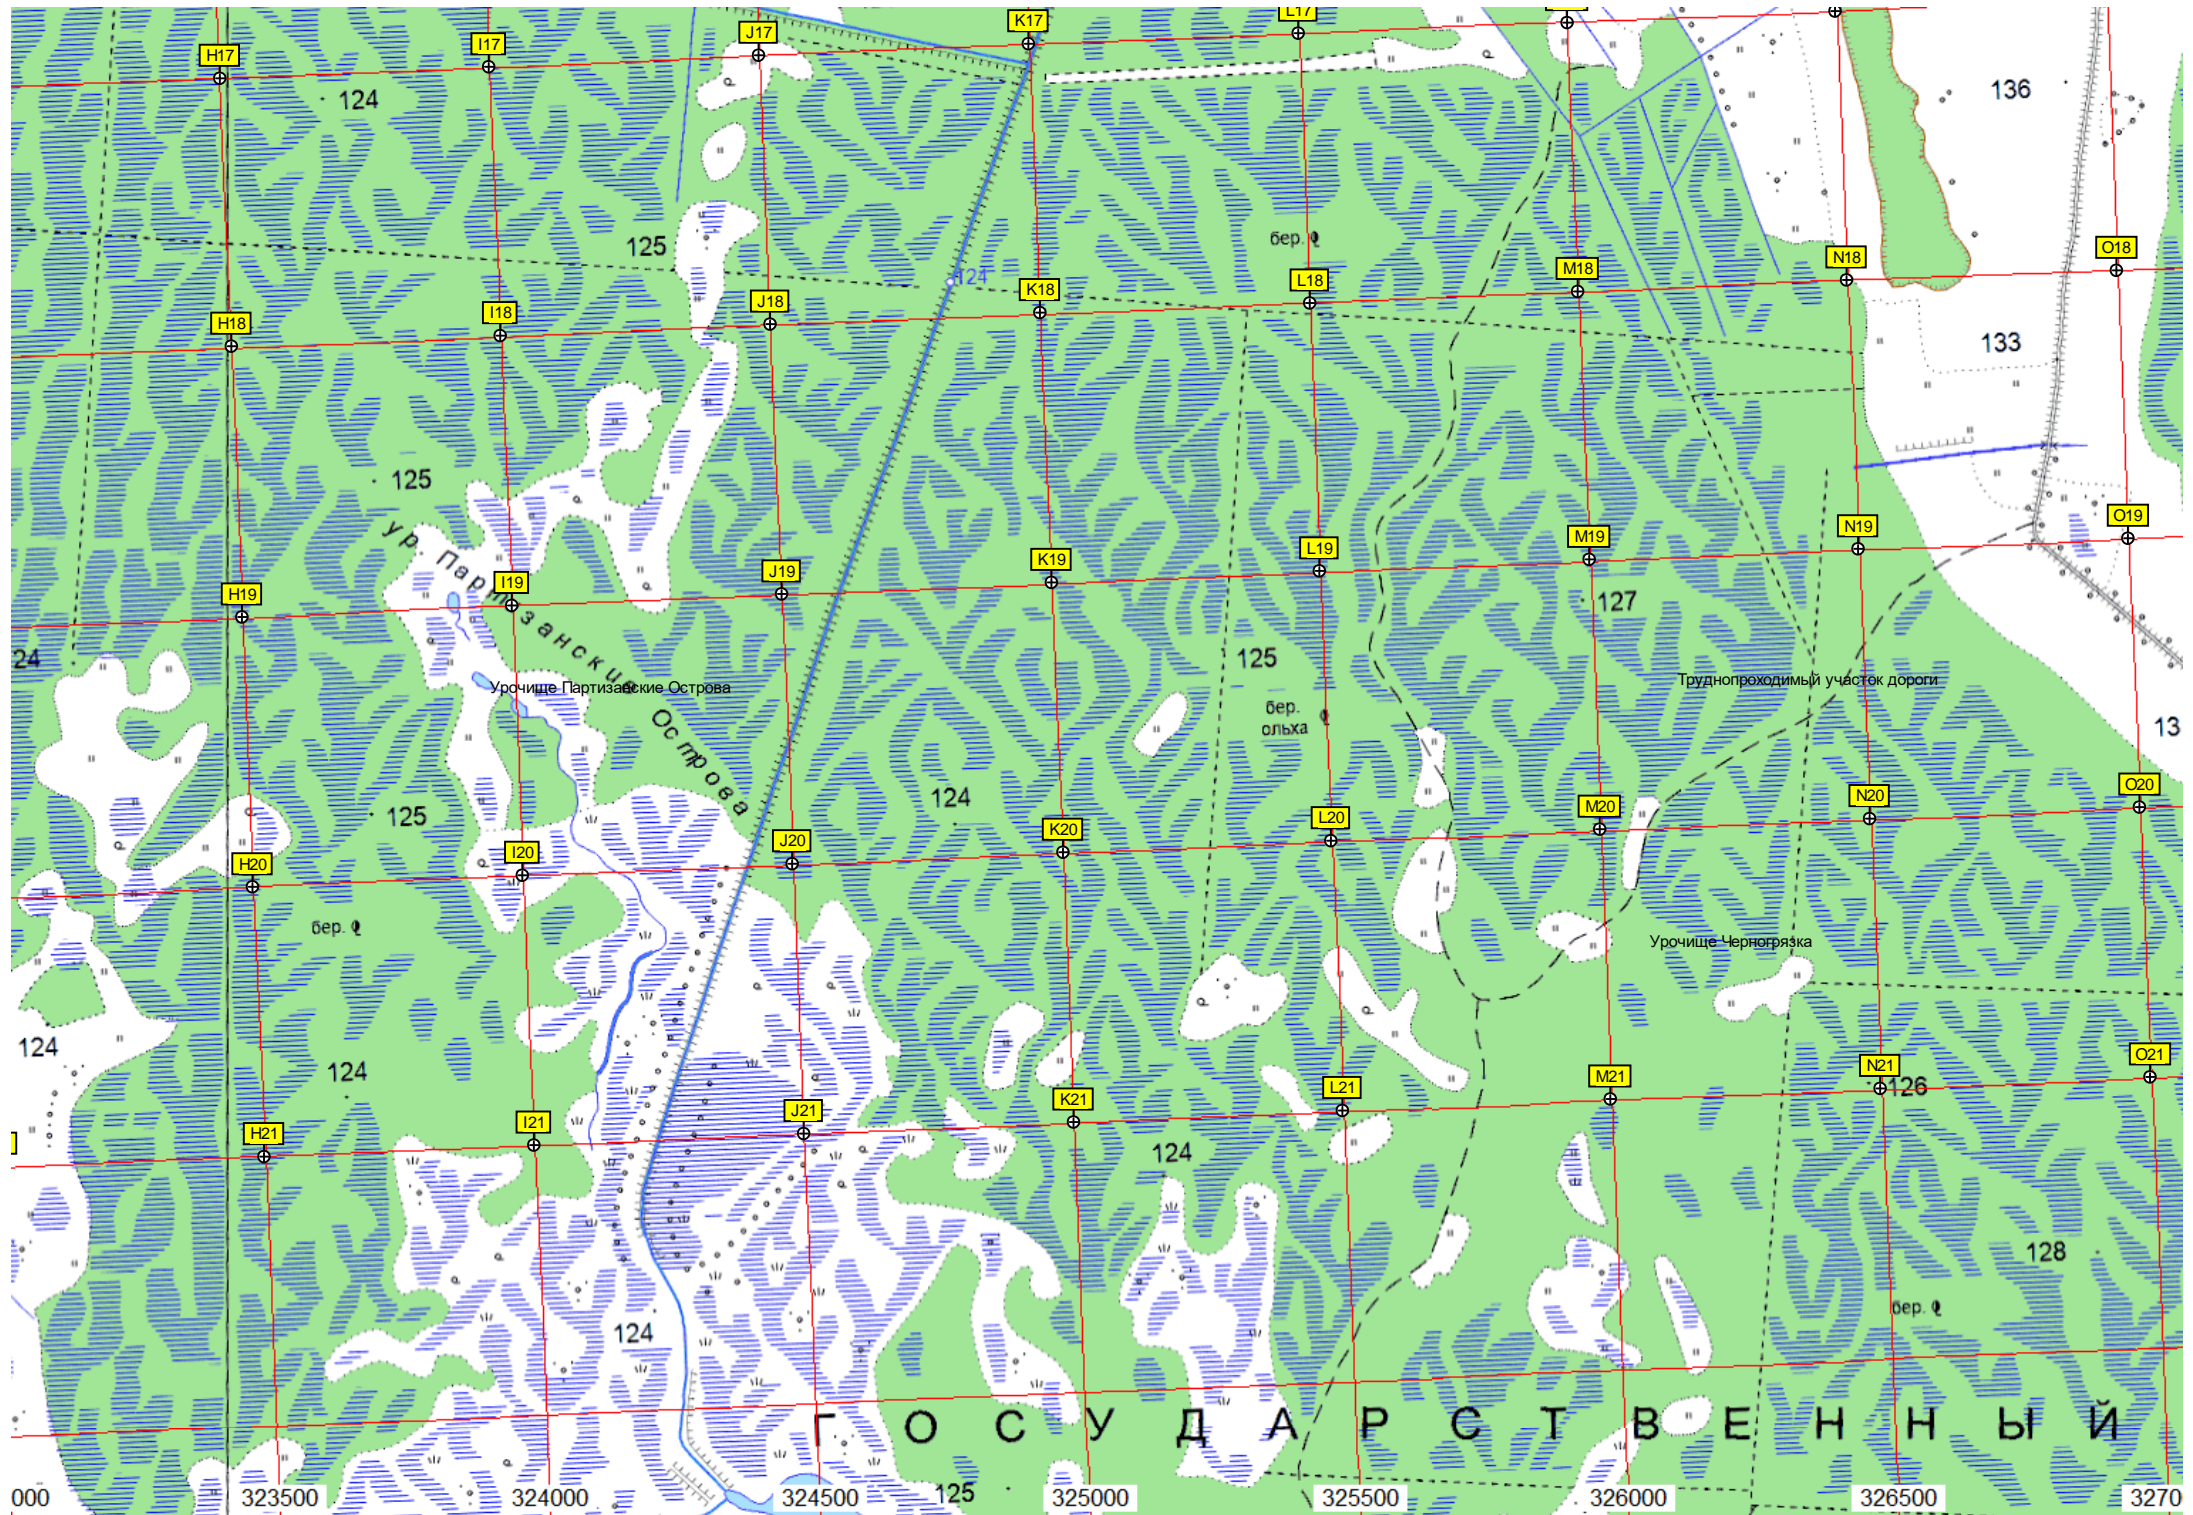 K17
L17
J17
I17
H17
136
124
125
бер.
O18
N18
M18
L18
K18
J18
I18
H18
124
133
125
O19
N19
M19
L19
K19
J19
I19
H19
ур. Партизанские Острова
127
125
24
Труднопроходимый участок дороги
Урочище Партизанские Острова
бер.
ольха
13
O20
N20
M20
L20
K20
J20
I20
H20
124
125
бер.
Урочище Черногрязка
124
124
O21
N21
M21
L21
K21
J21
I21
H21
126
124
128
бер.
124
ГОСУДАРСТВЕННЫЙ
125
000 323500 324000 324500 325000 325500 326000 326500 3270